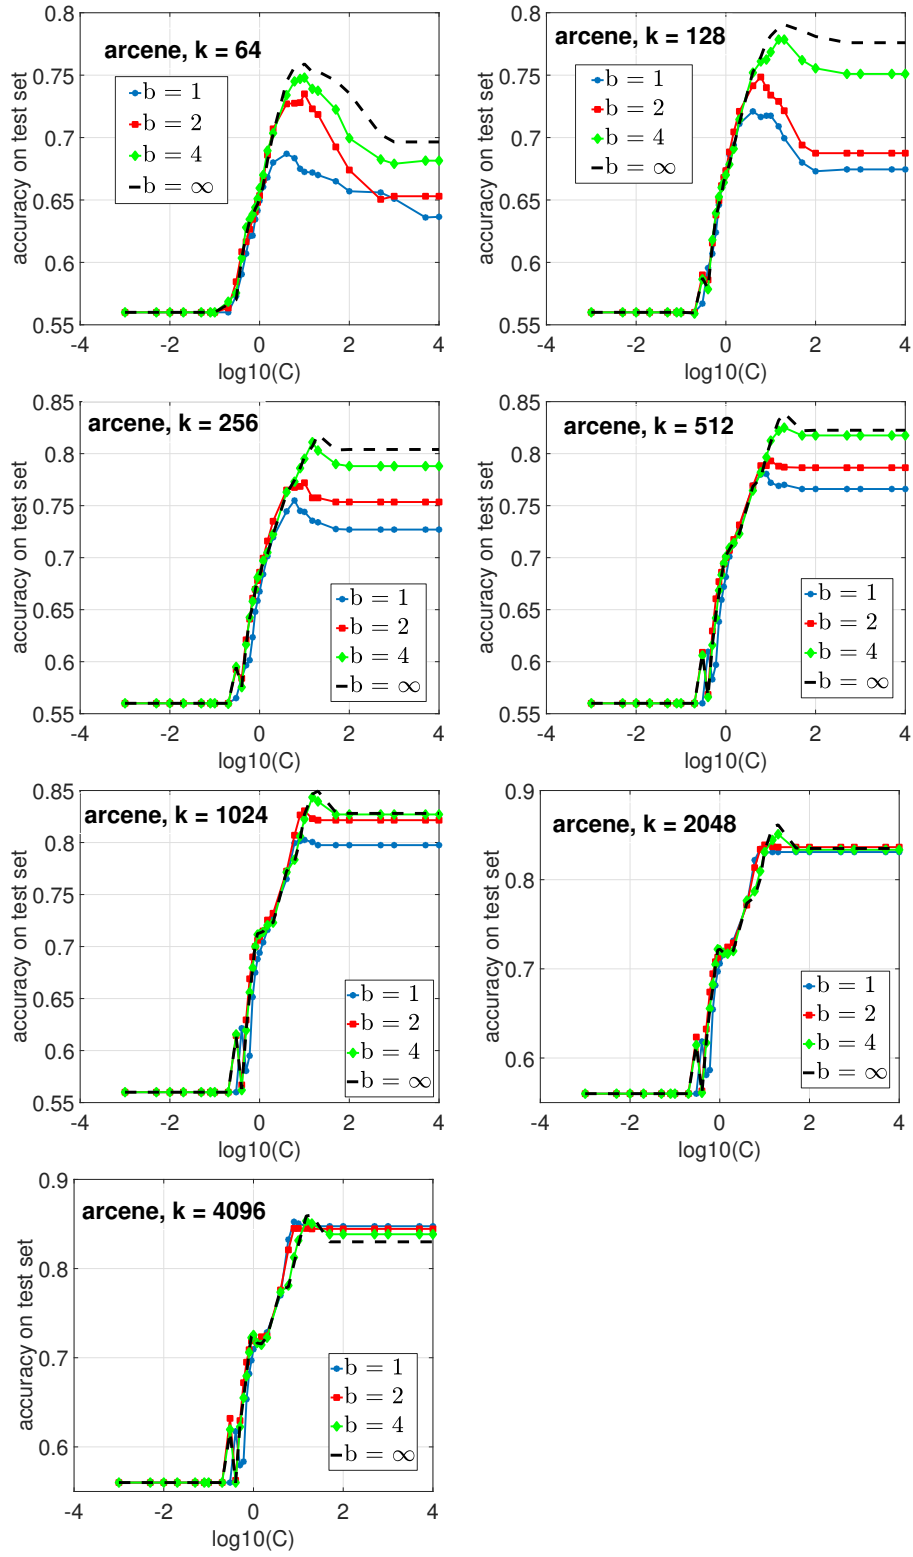 arcene, k = 64
b = 1
b = 2
b = 4
b = ∞
0.8
0.75
0.7
0.65
0.6
0.55
-4
-2
0
2
4
accuracy on test set
log10(C)
arcene, k = 128
b = 1
b = 2
b = 4
b = ∞
0.8
0.75
0.7
0.65
0.6
0.55
-4
-2
0
2
4
accuracy on test set
log10(C)
arcene, k = 256
b = 1
b = 2
b = 4
b = ∞
0.85
0.8
0.75
0.7
0.65
0.6
0.55
-4
-2
0
2
4
accuracy on test set
log10(C)
arcene, k = 512
b = 1
b = 2
b = 4
b = ∞
0.85
0.8
0.75
0.7
0.65
0.6
0.55
-4
-2
0
2
4
accuracy on test set
log10(C)
arcene, k = 1024
b = 1
b = 2
b = 4
b = ∞
0.85
0.8
0.75
0.7
0.65
0.6
0.55
-4
-2
0
2
4
accuracy on test set
log10(C)
arcene, k = 2048
b = 1
b = 2
b = 4
b = ∞
0.9
0.8
0.7
0.6
-4
-2
0
2
4
accuracy on test set
log10(C)
arcene, k = 4096
b = 1
b = 2
b = 4
b = ∞
0.9
0.8
0.7
0.6
-4
-2
0
2
4
accuracy on test set
log10(C)